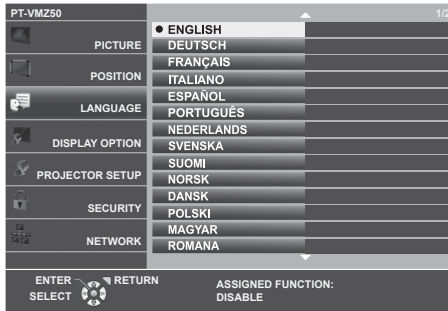 PT-VMZ50 1/2
PICTURE
POSITION
LANGUAGE
DISPLAY OPTION
PROJECTOR SETUP
SECURITY
NETWORK
ENGLISH
DEUTSCH
FRANÇAIS
ITALIANO
ESPAÑOL
PORTUGUÊS
NEDERLANDS
SVENSKA
SUOMI
NORSK
DANSK
POLSKI
MAGYAR
ROMANA
ENTER
SELECT
RETURN
ASSIGNED FUNCTION:
DISABLE